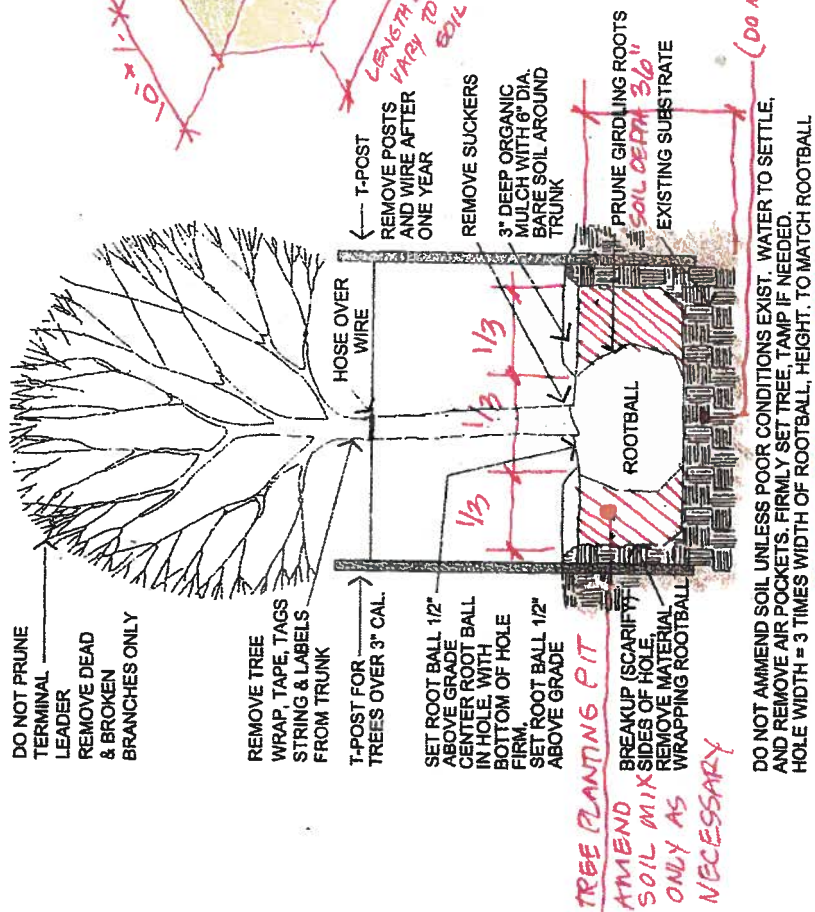 DO NOT PRUNE
TERMINAL
LEADER
REMOVE DEAD
& BROKEN
BRANCHES ONLY
REMOVE TREE
WRAP, TAPE, TAGS
STRING & LABELS
FROM TRUNK
T-POST FOR
TREES OVER 3" CAL.
SET ROOT BALL 1/2"
ABOVE GRADE
CENTER ROOT BALL
IN HOLE, WITH
BOTTOM OF HOLE
FIRM.
SET ROOT BALL 1/2"
ABOVE GRADE
TREE PLANTING PIT
BREAKUP (SCARIFY)
SIDES OF HOLE,
REMOVE MATERIAL
WRAPPING ROOTBALL
AMEND
SOIL MIX
ONLY AS
NECESSARY
HOSE OVER
WIRE
1/3
1/3
1/3
ROOTBALL
10' x
LENGTH
VARY TO
SOIL
T-POST
REMOVE POSTS
AND WIRE AFTER
ONE YEAR
REMOVE SUCKERS
3" DEEP ORGANIC
MULCH WITH 6" DIA.
BARE SOIL AROUND
TRUNK
PRUNE GIRDLING ROOTS
SOIL DEPTH 36"
EXISTING SUBSTRATE
(DO
DO NOT AMMEND SOIL UNLESS POOR CONDITIONS EXIST. WATER TO SETTLE,
AND REMOVE AIR POCKETS. FIRMLY SET TREE, TAMP IF NEEDED.
HOLE WIDTH = 3 TIMES WIDTH OF ROOTBALL, HEIGHT. TO MATCH ROOTBALL